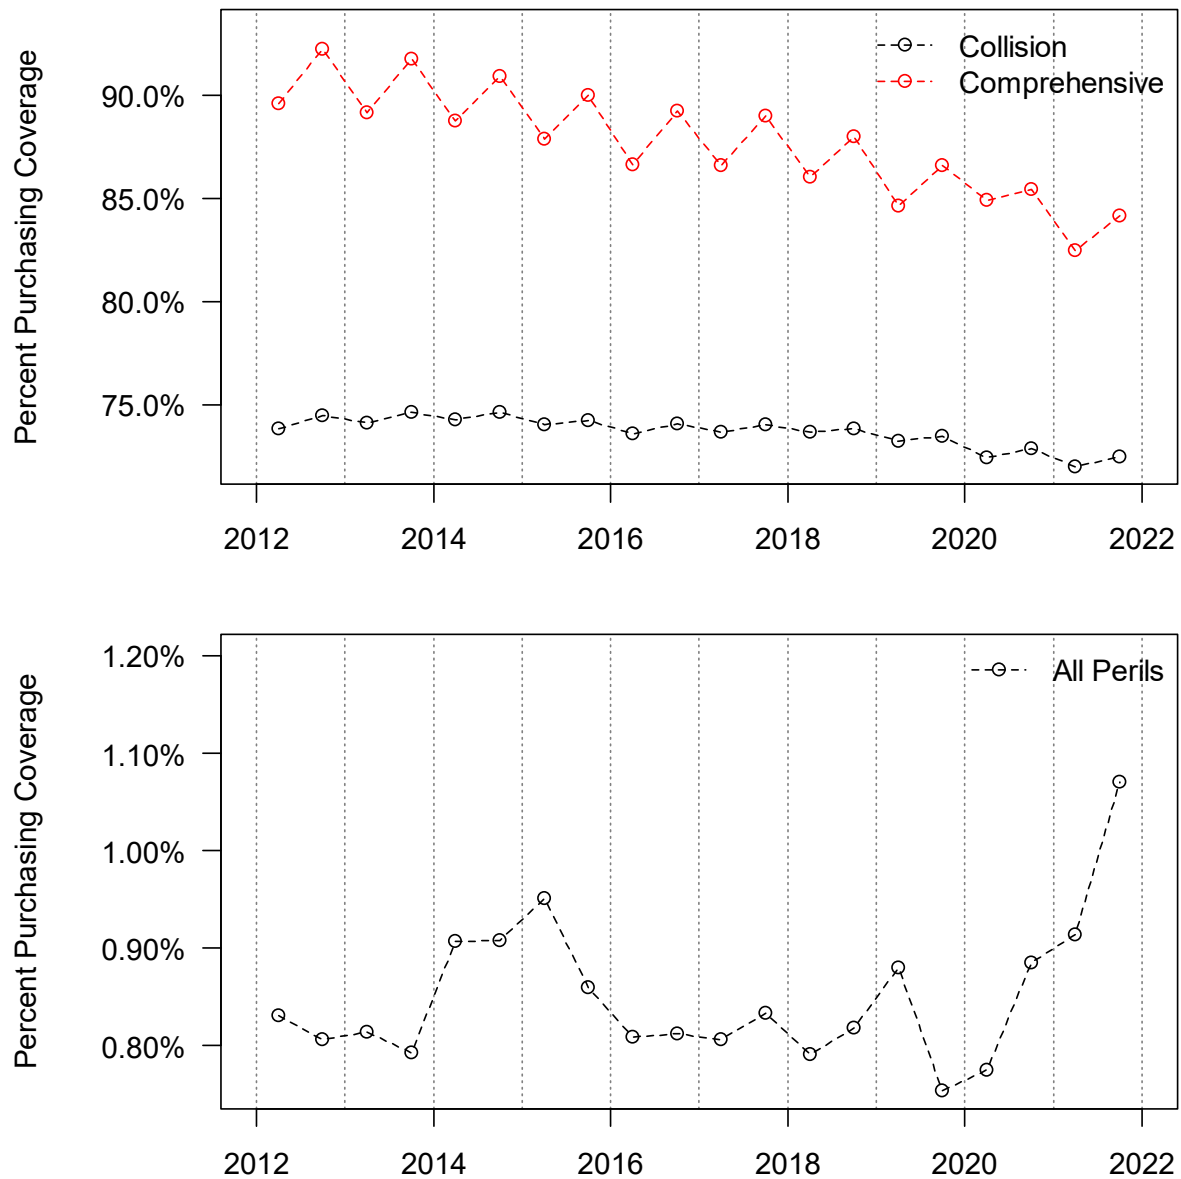 Percent Purchasing Coverage
90.0%
85.0%
80.0%
75.0%
Collision
Comprehensive
2012 2014 2016 2018 2020 2022
Percent Purchasing Coverage
1.20%
1.10%
1.00%
0.90%
0.80%
All Perils
2012 2014 2016 2018 2020 2022